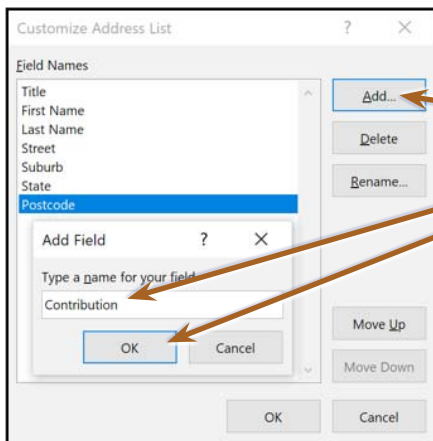 Customize Address List ? ×
Field Names
Title
First Name
Last Name
Street
Suburb
State
Postcode
Add...
Delete
Rename...
Add Field ? ×
Type a name for your field
Contribution
OK Cancel
Move Up
Move Down
OK Cancel